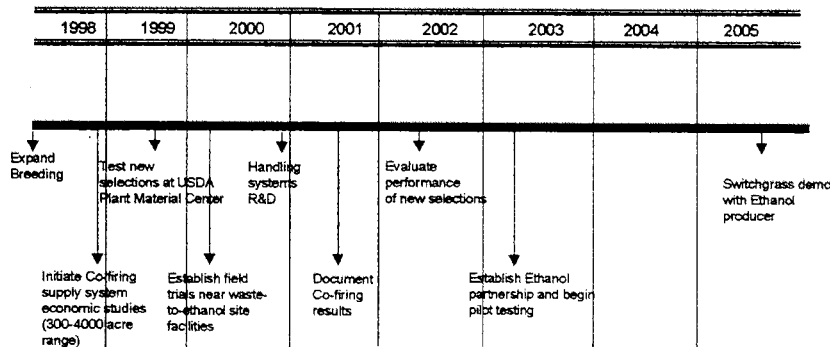 1998 1999 2000 2001 2002 2003 2004 2005
Expand
Breeding
Test new
selections at USDA
Plant Material Center
Handling
systems
R&D
Evaluate
performance
of new selections
Switchgrass demo
with Ethanol
producer
Initiate Co-firing
supply system
economic studies
(300-4000 acre
range)
Establish field
trials near waste-
to-ethanol site
facilities
Document
Co-firing
results
Establish Ethanol
partnership and begin
pilot testing